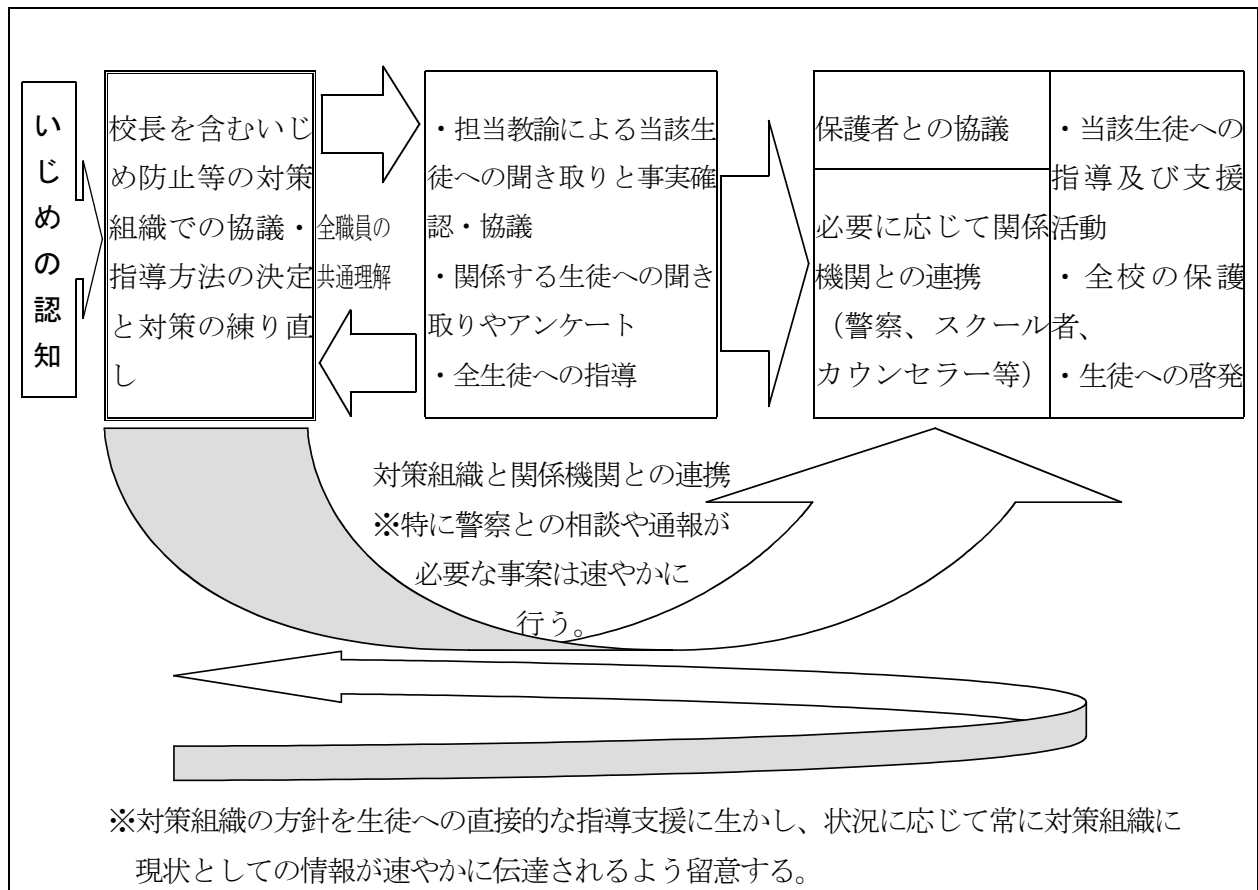 いじめの認知
校長を含むいじ
め防止等の対策
組織での協議・
指導方法の決定
と対策の練り直
し
全職員の
共通理解
・担当教諭による当該生
徒への聞き取りと事実確
認・協議
・関係する生徒への聞き
取りやアンケート
・全生徒への指導
保護者との協議
必要に応じて関係
機関との連携
（警察、スクール
カウンセラー等）
・当該生徒への
指導及び支援
活動
・全校の保護
者、
・生徒への啓発
対策組織と関係機関との連携
※特に警察との相談や通報が
必要な事案は速やかに
行う。
※対策組織の方針を生徒への直接的な指導支援に生かし、状況に応じて常に対策組織に
現状としての情報が速やかに伝達されるよう留意する。